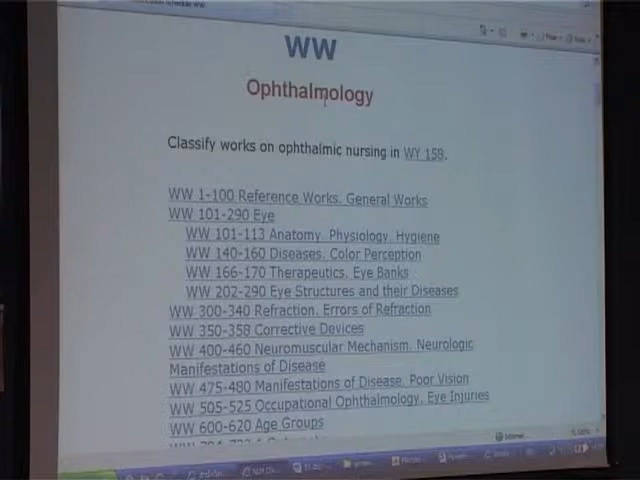 WW
Ophthalmology
Classify works on ophthalmic nursing in WY 158.
WW 1-100 Reference Works. General Works
WW 101-290 Eye
WW 101-113 Anatomy. Physiology. Hygiene
WW 140-160 Diseases. Color Perception
WW 166-170 Therapeutics. Eye Banks
WW 202-290 Eye Structures and their Diseases
WW 300-340 Refraction. Errors of Refraction
WW 350-358 Corrective Devices
WW 400-460 Neuromuscular Mechanism. Neurologic
Manifestations of Disease
WW 475-480 Manifestations of Disease. Poor Vision
WW 505-525 Occupational Ophthalmology. Eye Injuries
WW 600-620 Age Groups
Internet